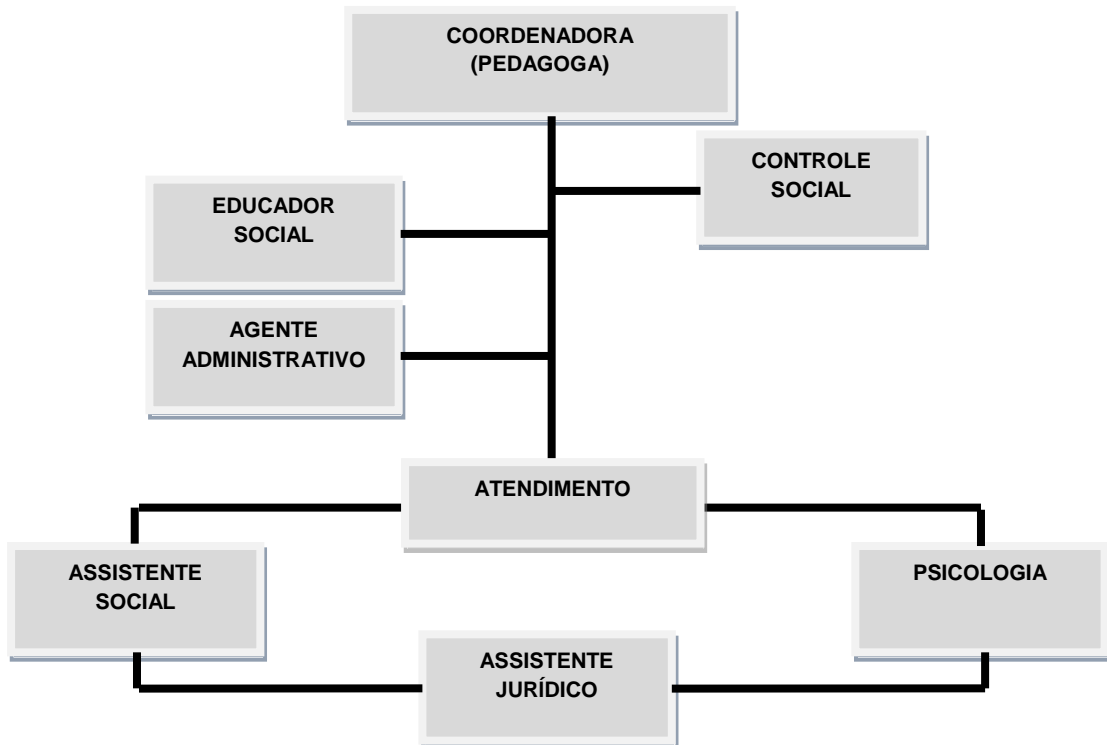 COORDENADORA
(PEDAGOGA)
CONTROLE
SOCIAL
EDUCADOR
SOCIAL
AGENTE
ADMINISTRATIVO
ATENDIMENTO
ASSISTENTE
SOCIAL
PSICOLOGIA
ASSISTENTE
JURÍDICO